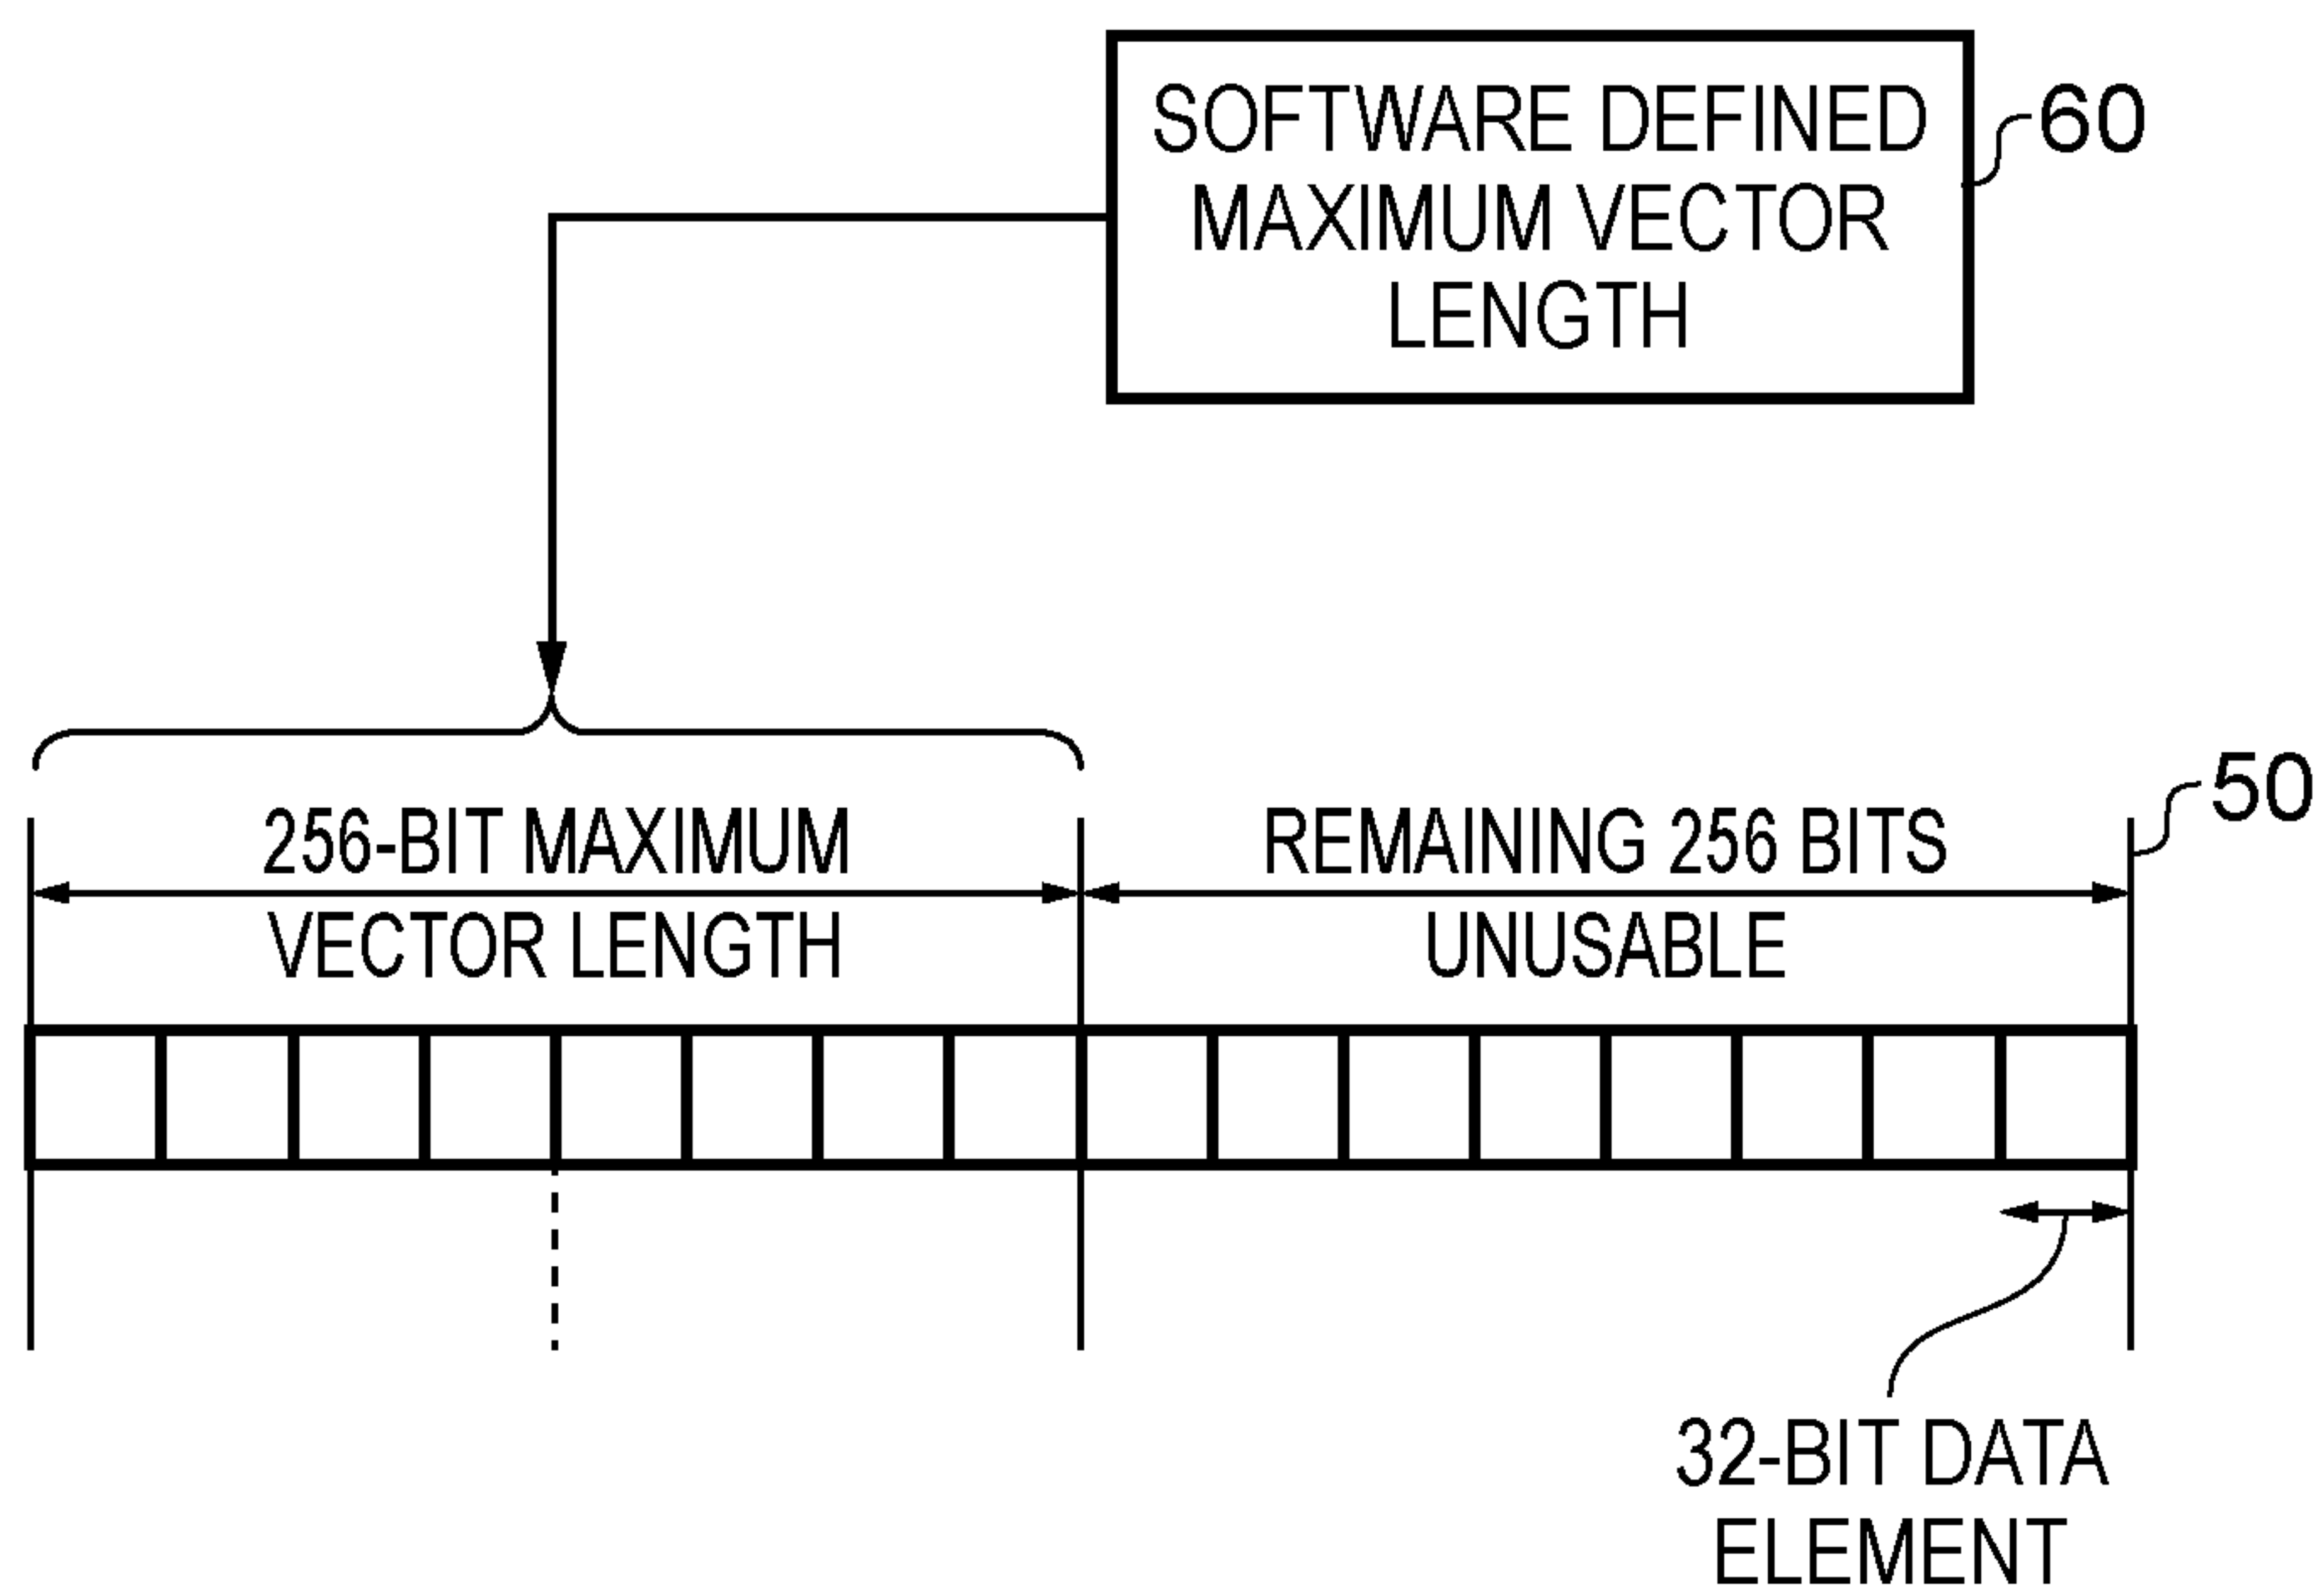 SOFTWARE DEFINED
MAXIMUM VECTOR
LENGTH
60
256-BIT MAXIMUM
VECTOR LENGTH
REMAINING 256 BITS
UNUSABLE
50
32-BIT DATA
ELEMENT